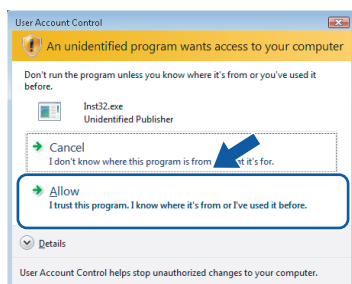 User Account Control
An unidentified program wants access to your computer
Don't run the program unless you know where it's from or you've used it
before.
Inst32.exe
Unidentified Publisher
Cancel
I don't know where this program is from it's for.
Allow
I trust this program. I know where it's from or I've used it before.
Details
User Account Control helps stop unauthorized changes to your computer.